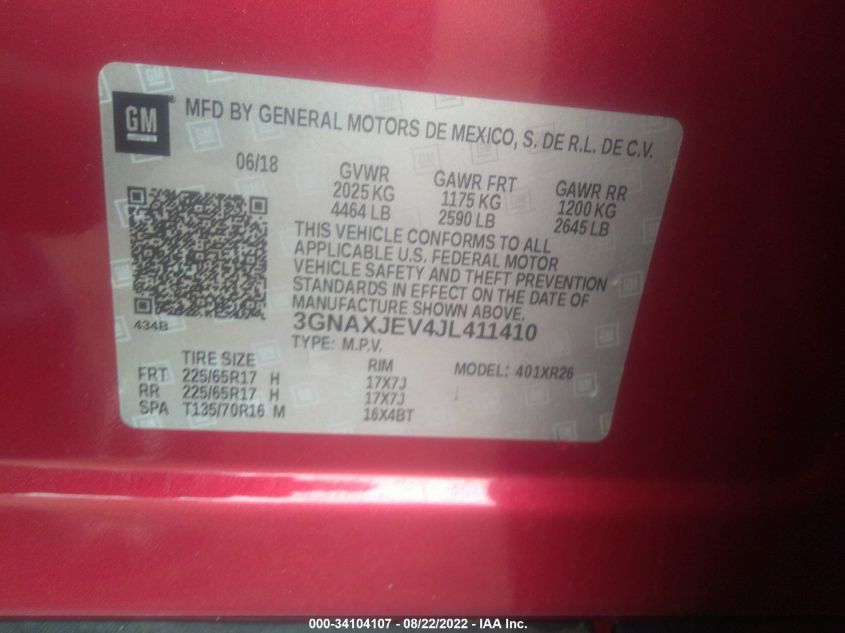 GM
MFD BY GENERAL MOTORS DE MEXICO, S. DE R.L. DE C.V.
06/18
GVWR
2025 KG
4464 LB
GAWR FRT
1175 KG
2590 LB
GAWR RR
1200 KG
2645 LB
THIS VEHICLE CONFORMS TO ALL
APPLICABLE U.S. FEDERAL MOTOR
VEHICLE SAFETY AND THEFT PREVENTION
STANDARDS IN EFFECT ON THE DATE OF
MANUFACTURE SHOWN ABOVE.
434B
3GNAXJEV4JL411410
TYPE: M.P.V.
MODEL: 401XR26
TIRE SIZE RIM
FRT 225/65R17 H 17X7J
RR 225/65R17 H 17X7J
SPA T135/70R16 M 16X4BT
000-34104107 - 08/22/2022 - IAA Inc.